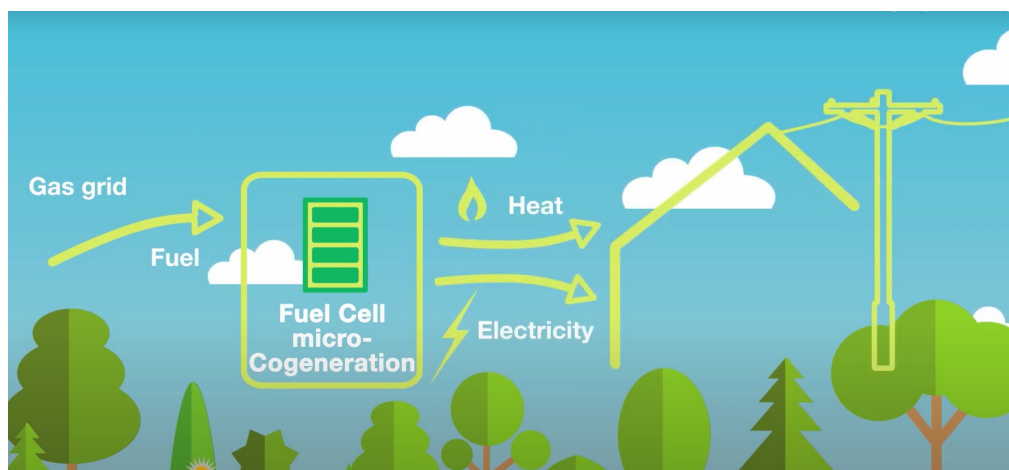 Gas grid
Fuel
Fuel Cell
micro-
Cogeneration
Heat
Electricity